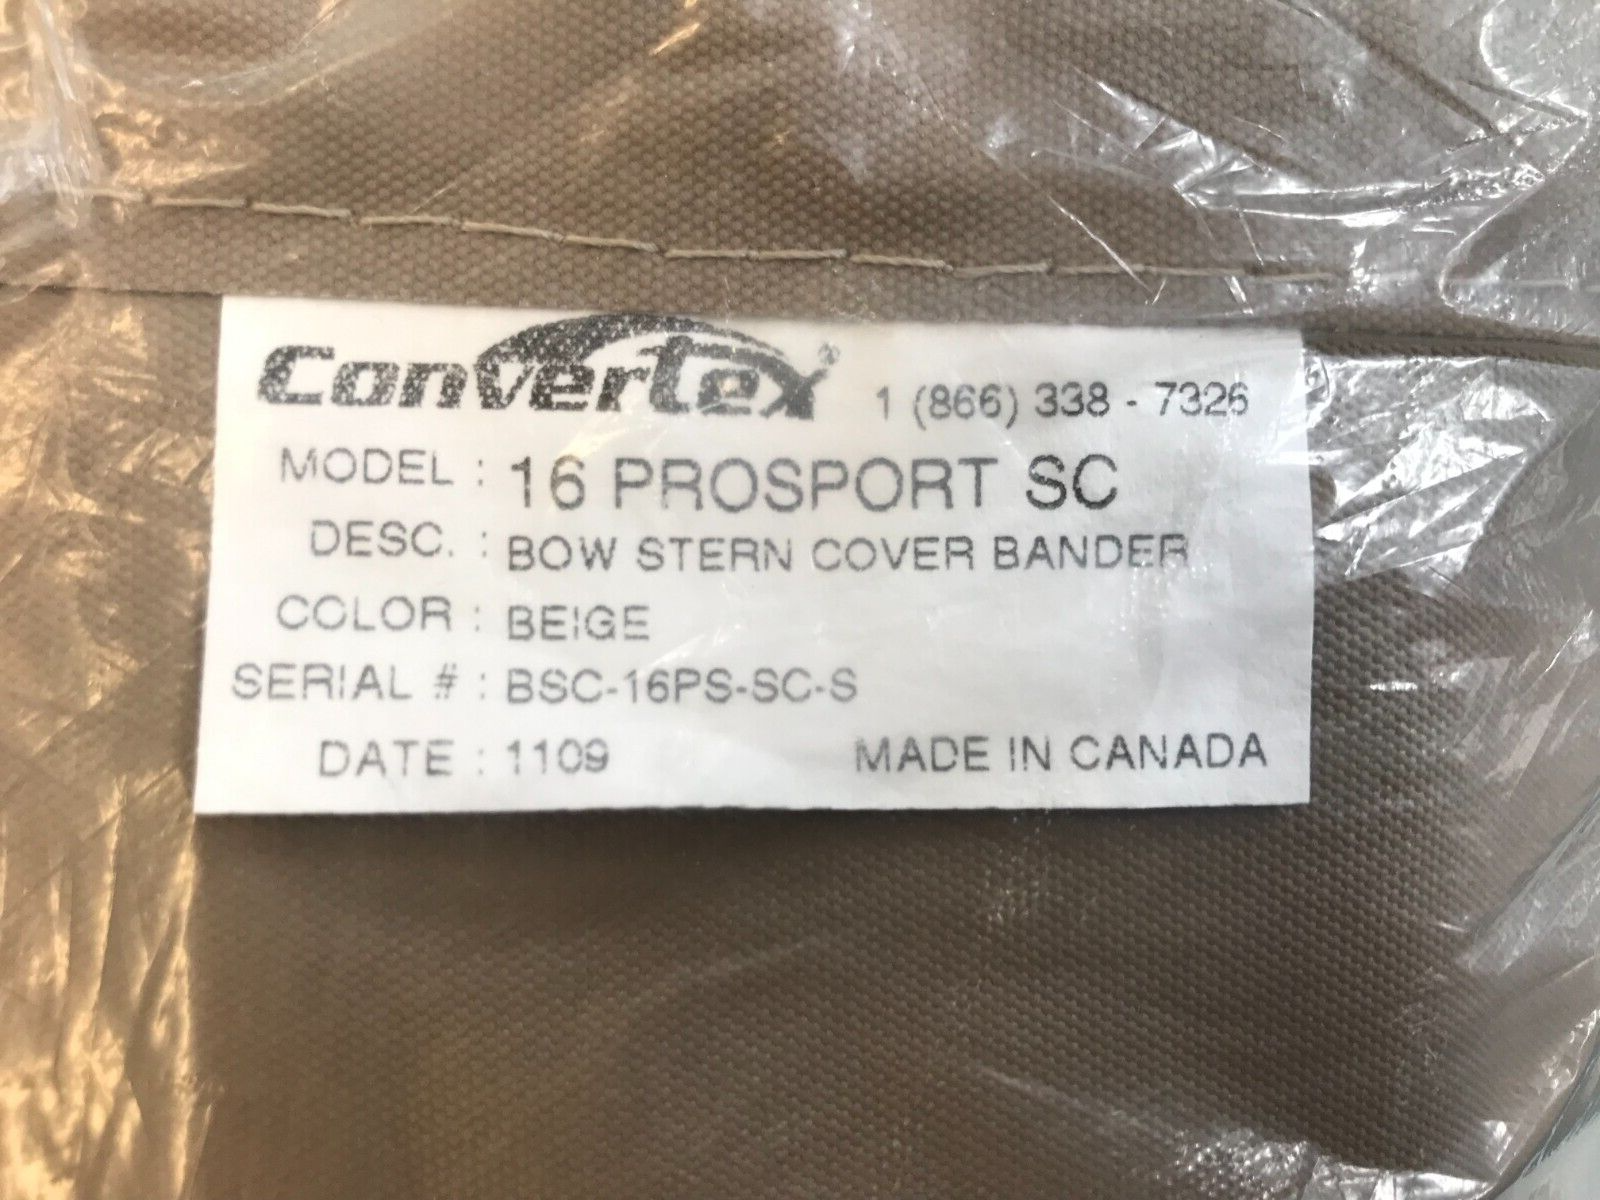 Convertex® 1 (866) 338 - 7326
MODEL : 16 PROSPORT SC
DESC. : BOW STERN COVER BANDER
COLOR : BEIGE
SERIAL # : BSC-16PS-SC-S
DATE : 1109 MADE IN CANADA